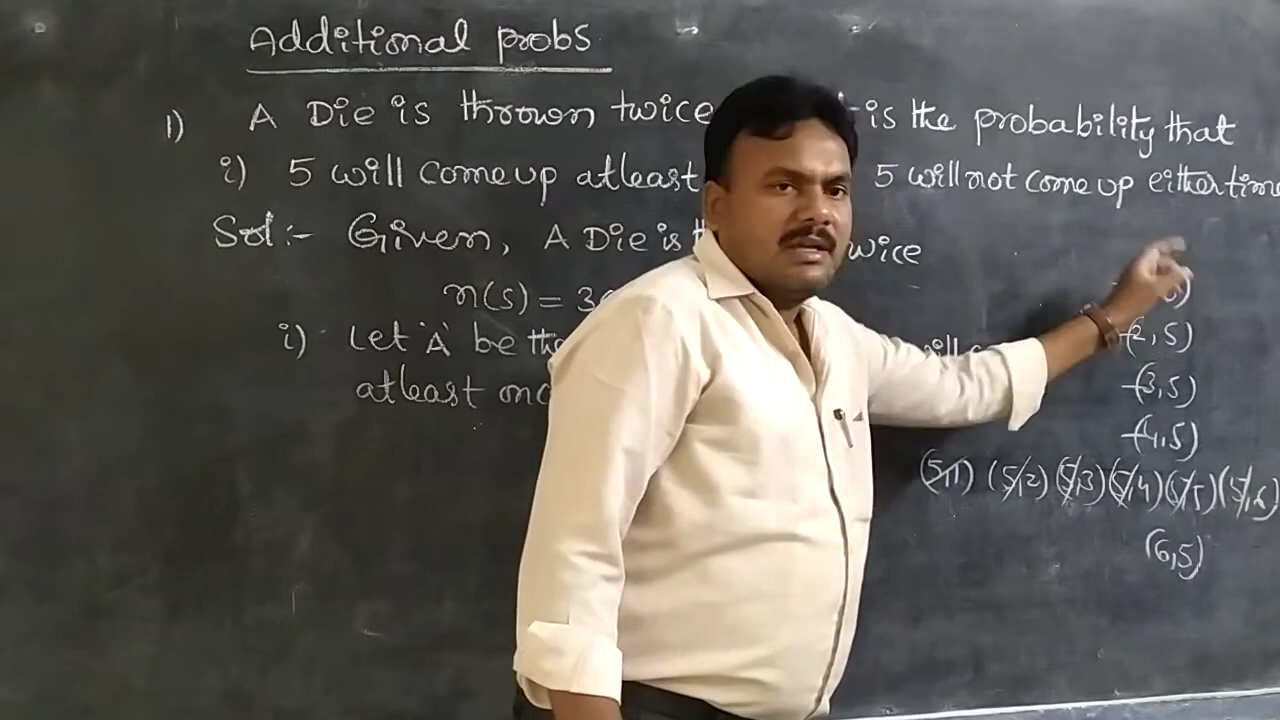 Additional probs
1) A Die is thrown twice is the probability that
i) 5 will come up atleast 5 will not come up either time
Sol:- Given, A Die is wice
n(s) = 3
i) Let 'A' be the will
atleast
(2,5)
(3,5)
(4,5)
(5,1) (5,2) (5,3) (5,4) (5,5) (5,6)
(6,5)